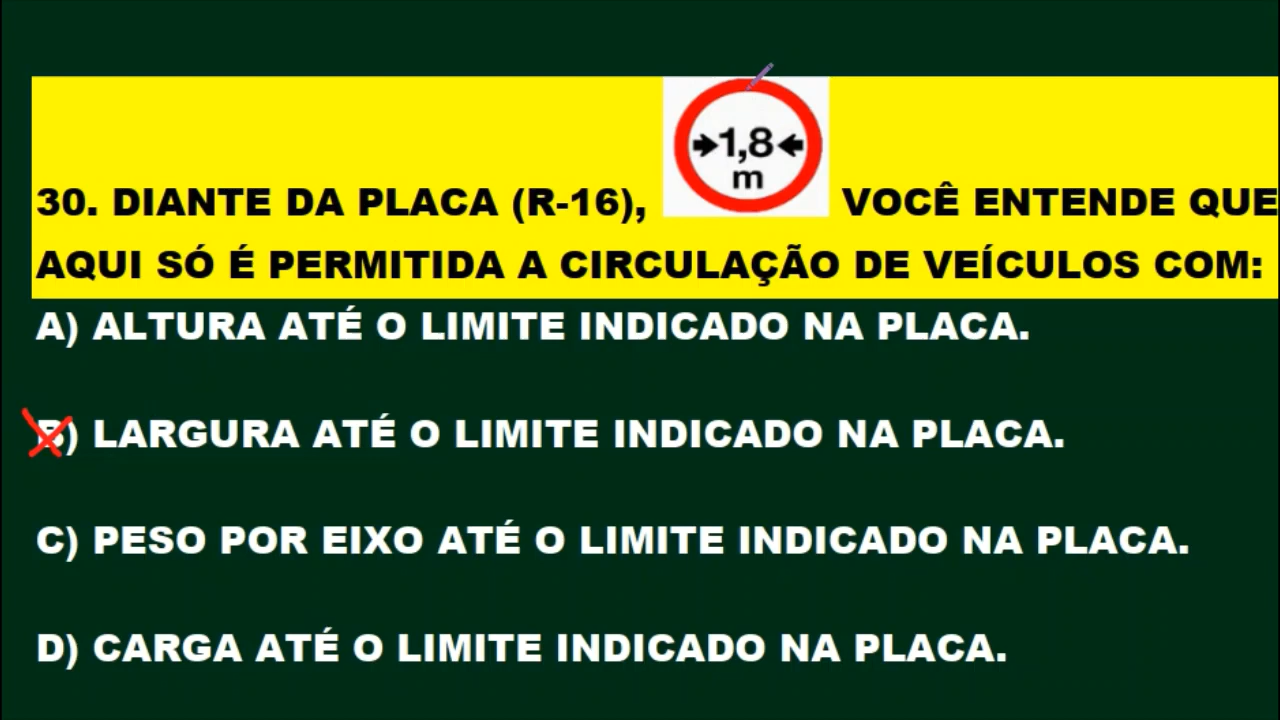 1,8
m
30. DIANTE DA PLACA (R-16), VOCÊ ENTENDE QUE
AQUI SÓ É PERMITIDA A CIRCULAÇÃO DE VEÍCULOS COM:
A) ALTURA ATÉ O LIMITE INDICADO NA PLACA.
B) LARGURA ATÉ O LIMITE INDICADO NA PLACA.
C) PESO POR EIXO ATÉ O LIMITE INDICADO NA PLACA.
D) CARGA ATÉ O LIMITE INDICADO NA PLACA.